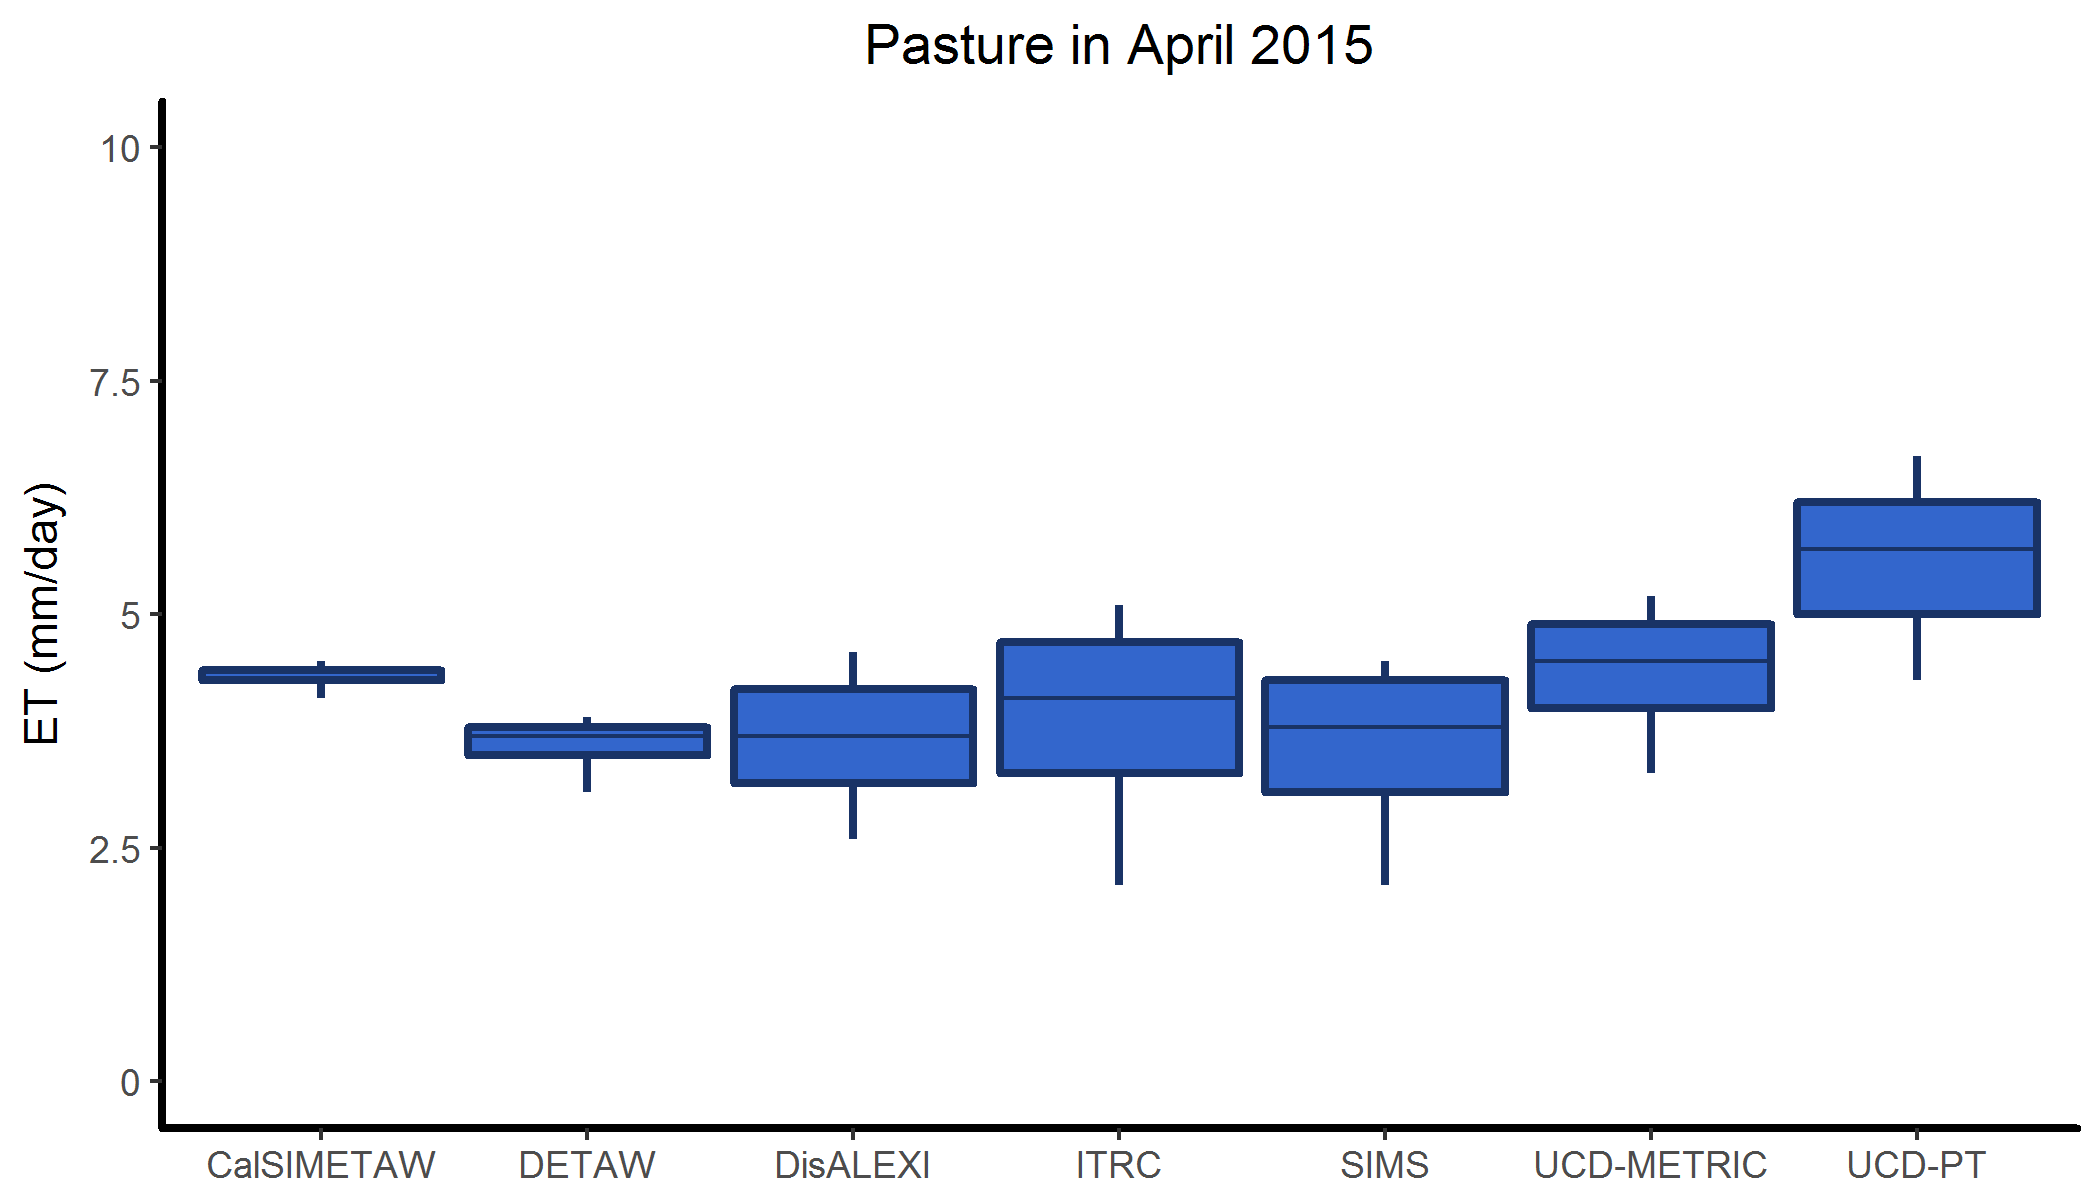 Pasture in April 2015
ET (mm/day)
10
7.5
5
2.5
0
CalSIMETAW DETAW DisALEXI ITRC SIMS UCD-METRIC UCD-PT